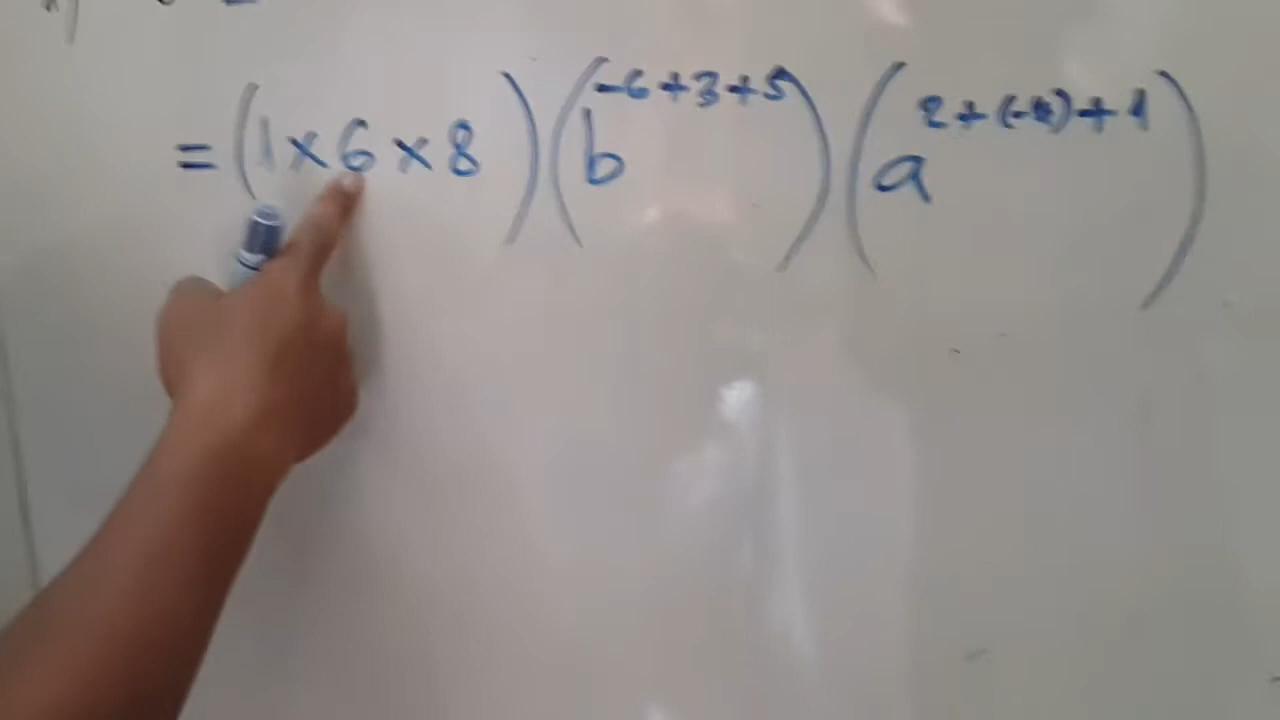 = (1 × 6 × 8) (b^{-6+3+5}) (a^{2+(-4)+1})